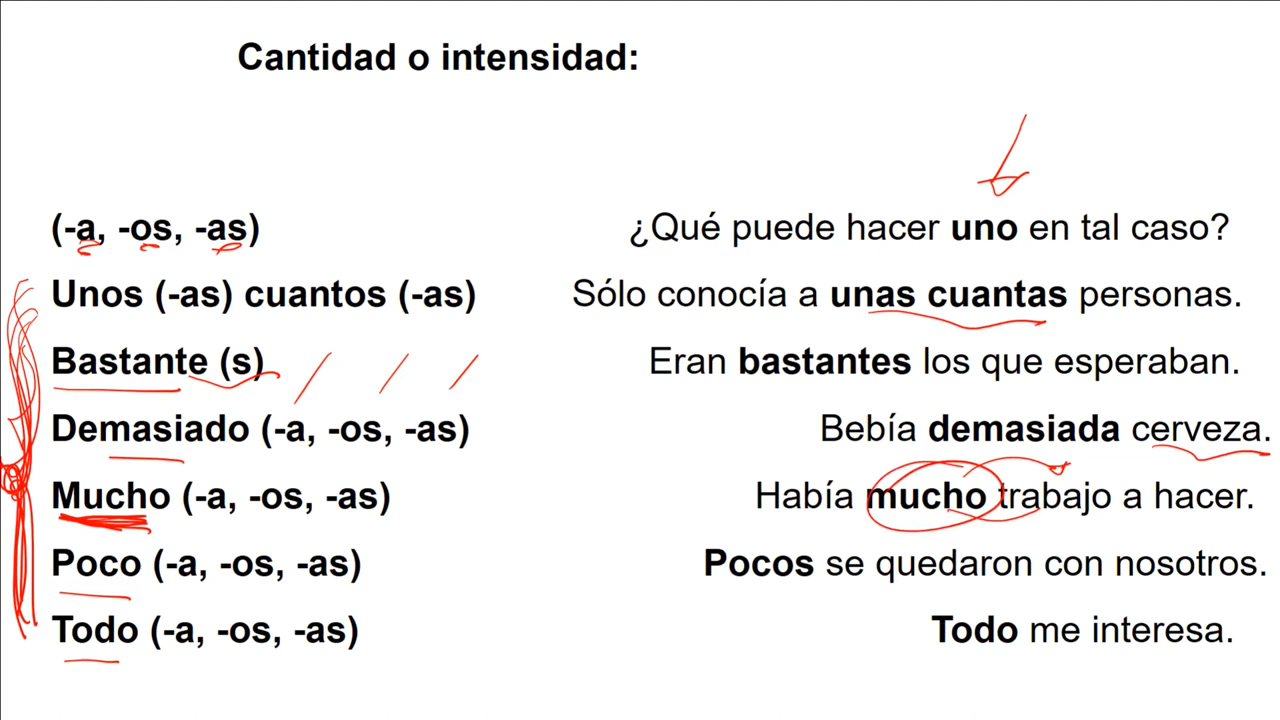 Cantidad o intensidad:
(-a, -os, -as) ¿Qué puede hacer uno en tal caso?
Unos (-as) cuantos (-as) Sólo conocía a unas cuantas personas.
Bastante (s) Eran bastantes los que esperaban.
Demasiado (-a, -os, -as) Bebía demasiada cerveza.
Mucho (-a, -os, -as) Había mucho trabajo a hacer.
Poco (-a, -os, -as) Pocos se quedaron con nosotros.
Todo (-a, -os, -as) Todo me interesa.